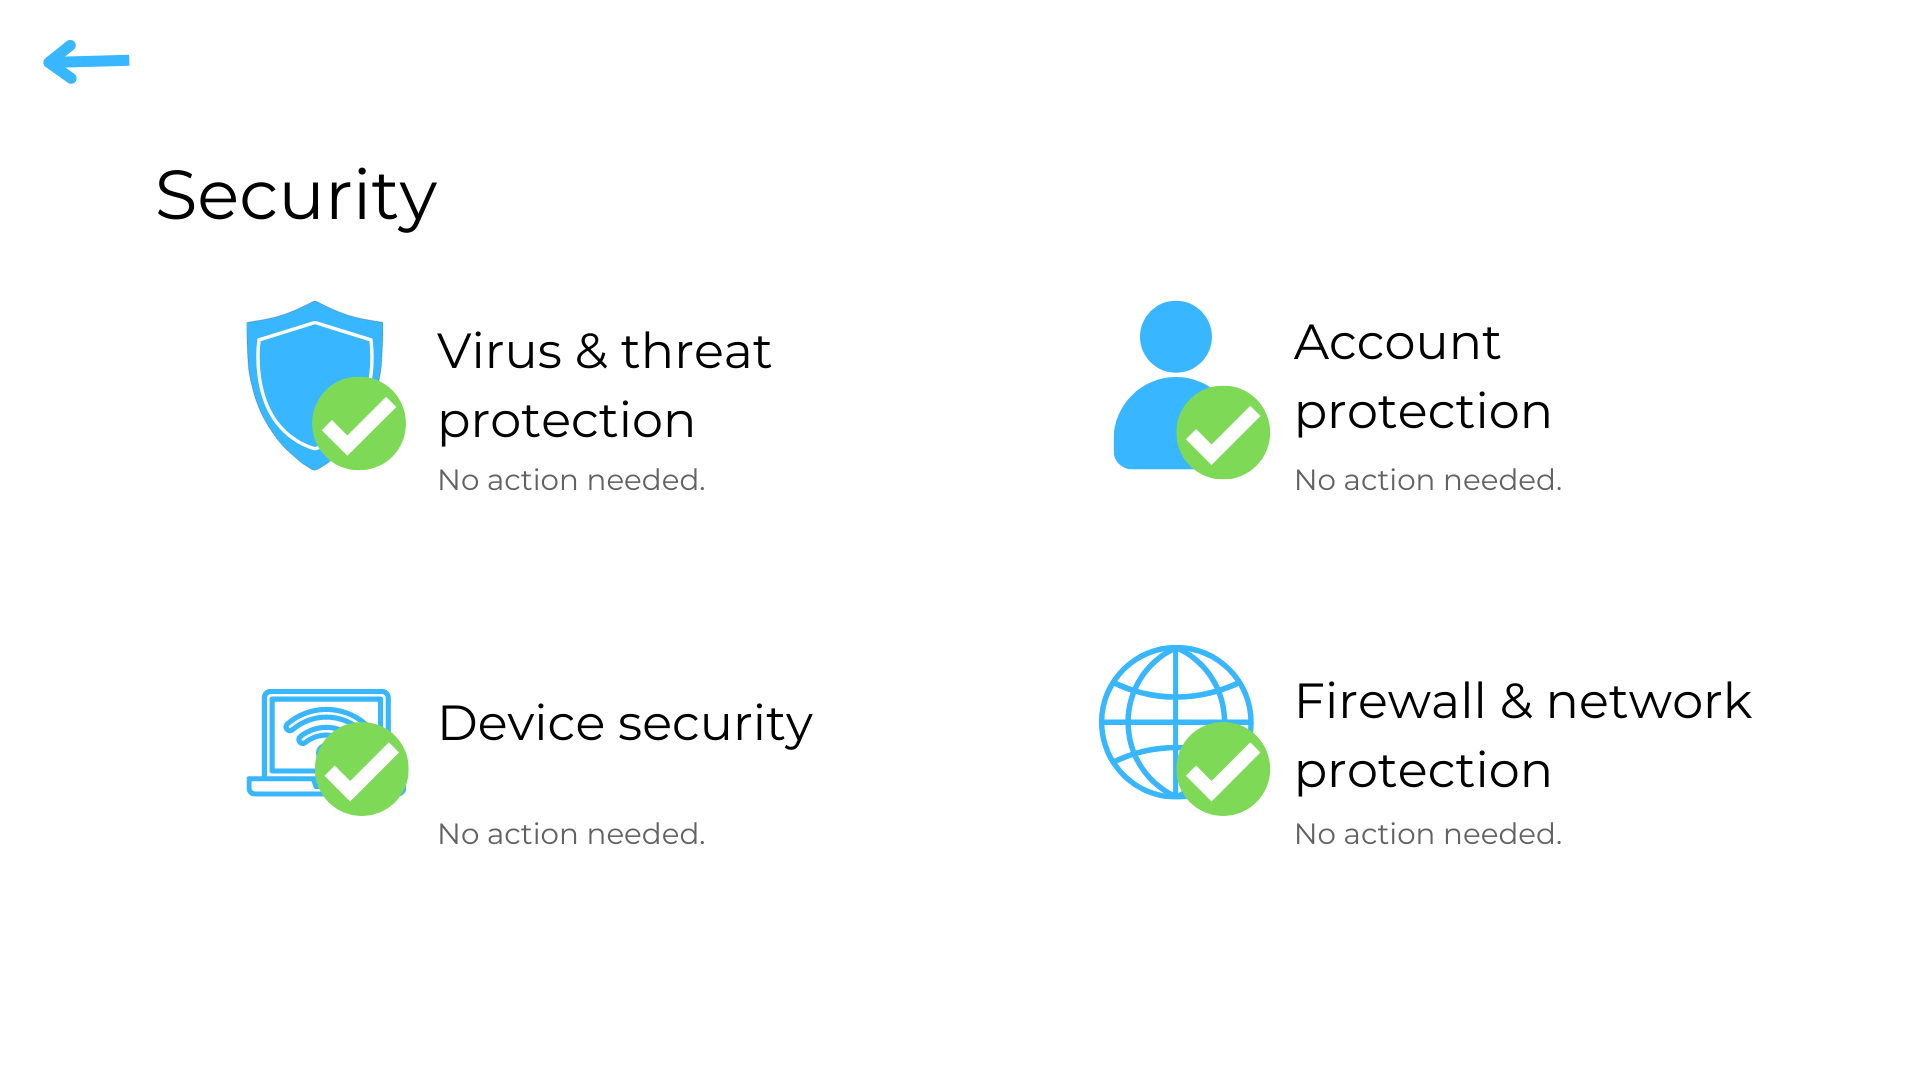 Security
Virus & threat
protection
No action needed.
Account
protection
No action needed.
Device security
No action needed.
Firewall & network
protection
No action needed.